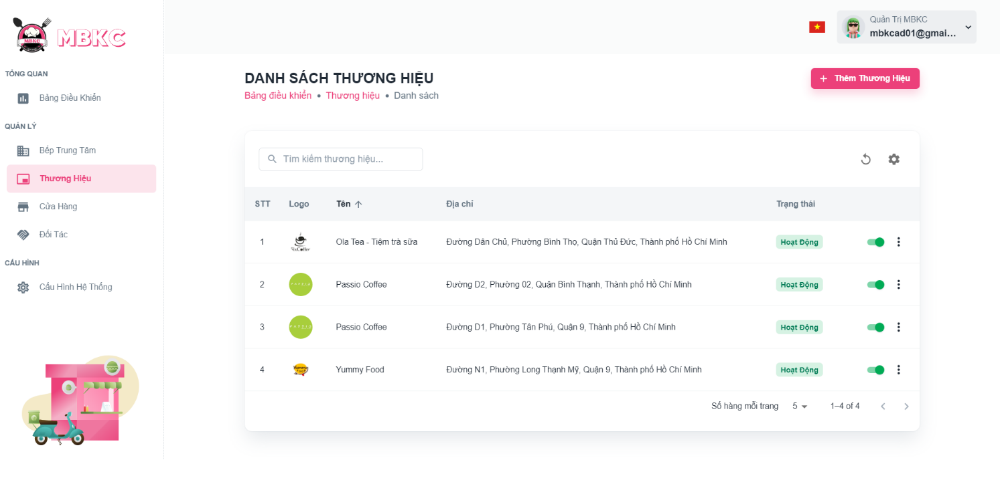 MBKC
MBKC
Quản Trị MBKC
mbkcad01@gmai...
TỔNG QUAN
Bảng Điều Khiển
QUẢN LÝ
Bếp Trung Tâm
Thương Hiệu
Cửa Hàng
Đối Tác
CẤU HÌNH
Cấu Hình Hệ Thống
DANH SÁCH THƯƠNG HIỆU
Bảng điều khiển • Thương hiệu • Danh sách
+ Thêm Thương Hiệu
Tìm kiếm thương hiệu...
STT Logo Tên ↑ Địa chỉ Trạng thái
1 Ola Tea - Tiệm trà sữa Đường Dân Chủ, Phường Bình Thọ, Quận Thủ Đức, Thành phố Hồ Chí Minh Hoạt Động
2 PASSIO Passio Coffee Đường D2, Phường 02, Quận Bình Thạnh, Thành phố Hồ Chí Minh Hoạt Động
3 PASSIO Passio Coffee Đường D1, Phường Tân Phú, Quận 9, Thành phố Hồ Chí Minh Hoạt Động
4 Yummy Food Đường N1, Phường Long Thạnh Mỹ, Quận 9, Thành phố Hồ Chí Minh Hoạt Động
Số hàng mỗi trang 5 1–4 of 4